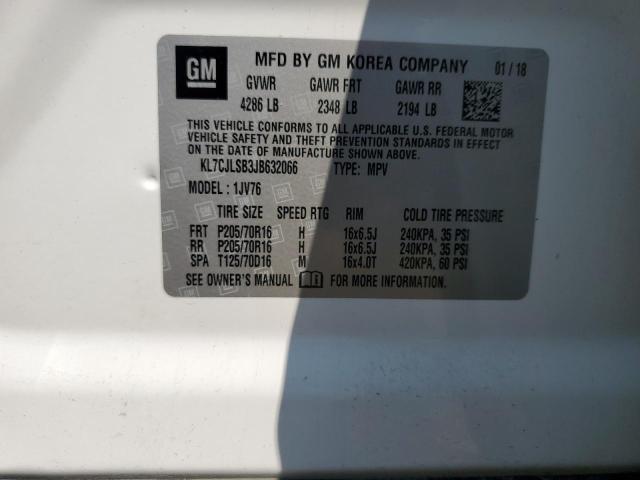 GM
MFD BY GM KOREA COMPANY 01 / 18
GVWR GAWR FRT GAWR RR
4286 LB 2348 LB 2194 LB
THIS VEHICLE CONFORMS TO ALL APPLICABLE U.S. FEDERAL MOTOR
VEHICLE SAFETY AND THEFT PREVENTION STANDARDS IN EFFECT
ON THE DATE OF MANUFACTURE SHOWN ABOVE.
KL7CJLSB3JB632066 TYPE: MPV
MODEL: 1JV76
TIRE SIZE SPEED RTG RIM COLD TIRE PRESSURE
FRT P205/70R16 H 16x6.5J 240KPA, 35 PSI
RR P205/70R16 H 16x6.5J 240KPA, 35 PSI
SPA T125/70D16 M 16x4.0T 420KPA, 60 PSI
SEE OWNER'S MANUAL FOR MORE INFORMATION.